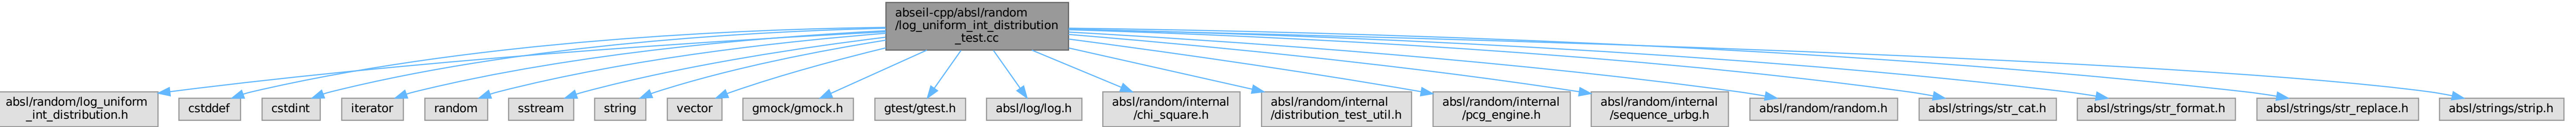 abseil-cpp/absl/random
/log_uniform_int_distribution
_test.cc
absl/random/log_uniform
_int_distribution.h
cstddef
cstdint
iterator
random
sstream
string
vector
gmock/gmock.h
gtest/gtest.h
absl/log/log.h
absl/random/internal
/chi_square.h
absl/random/internal
/distribution_test_util.h
absl/random/internal
/pcg_engine.h
absl/random/internal
/sequence_urbg.h
absl/random/random.h
absl/strings/str_cat.h
absl/strings/str_format.h
absl/strings/str_replace.h
absl/strings/strip.h